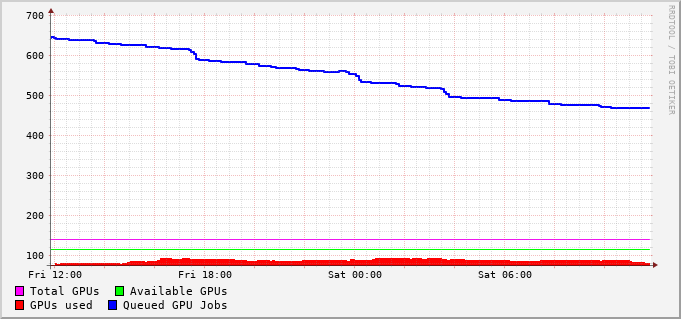 700
600
500
400
300
200
100
Fri 12:00 Fri 18:00 Sat 00:00 Sat 06:00
Total GPUs Available GPUs
GPUs used Queued GPU Jobs
RRDTOOL / TOBI OETIKER